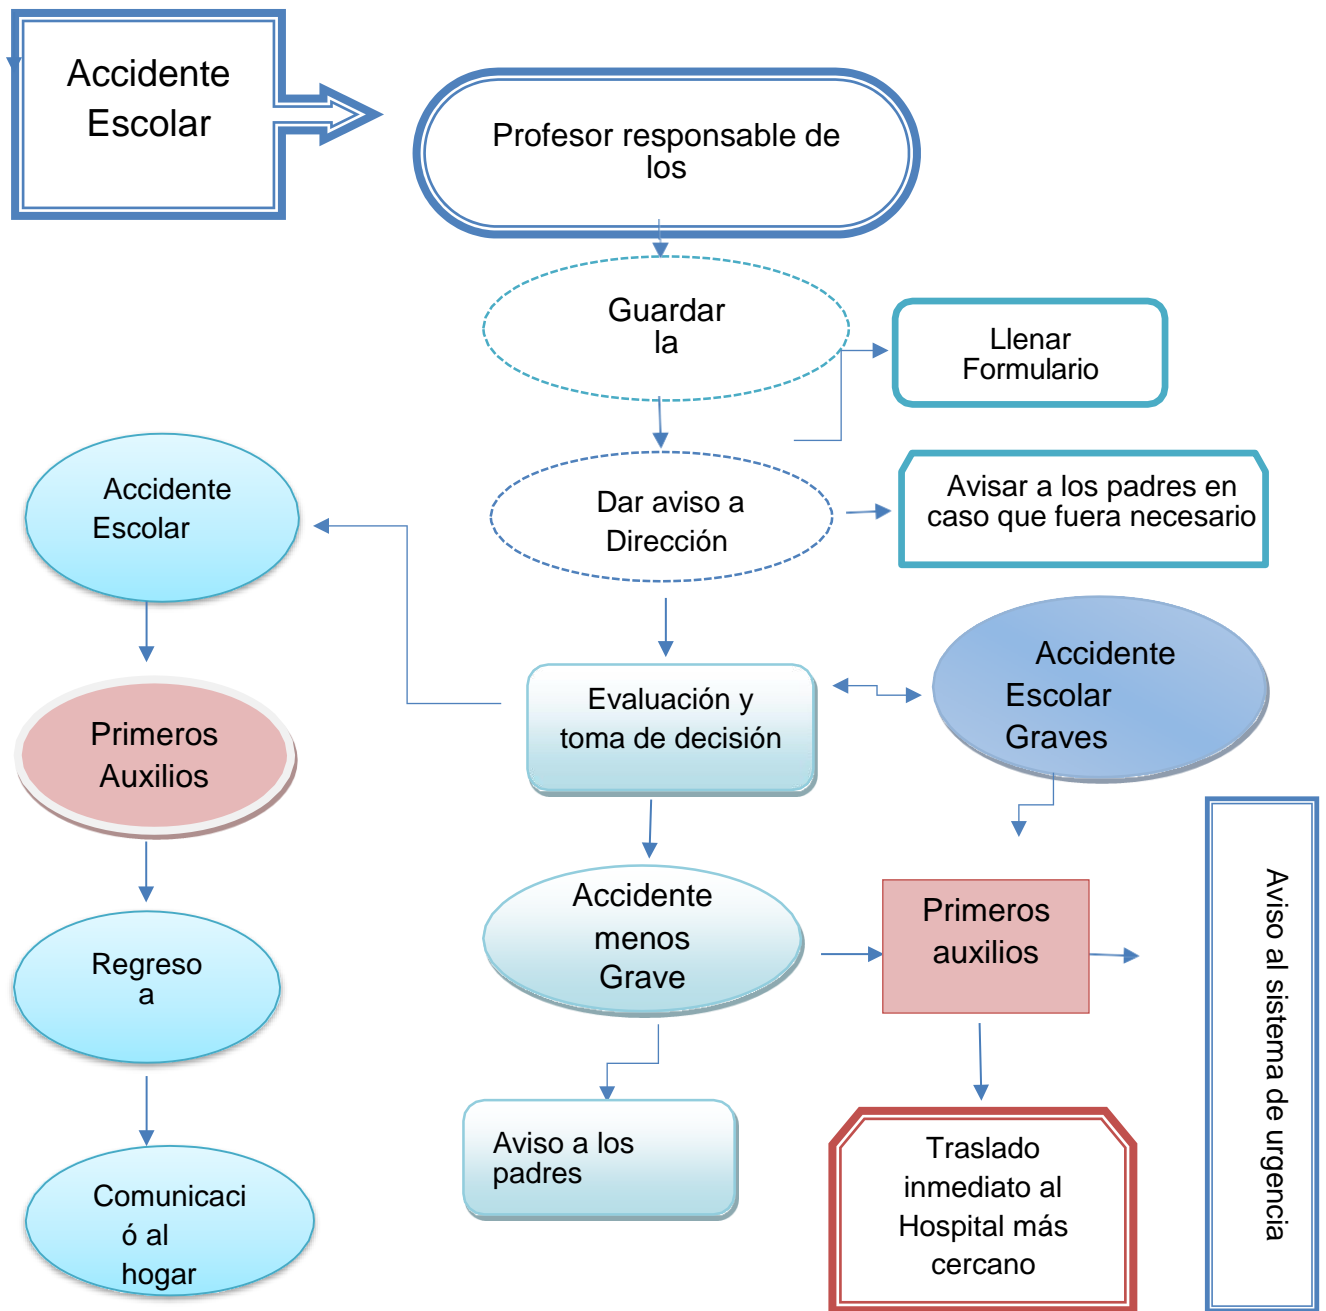 Accidente
Escolar
Profesor responsable de
los
Guardar
la
Llenar
Formulario
Dar aviso a
Dirección
Avisar a los padres en
caso que fuera necesario
Accidente
Escolar
Primeros
Auxilios
Regreso
a
Comunicaci
ó al
hogar
Evaluación y
toma de decisión
Accidente
Escolar
Graves
Accidente
menos
Grave
Primeros
auxilios
Aviso a los
padres
Traslado
inmediato al
Hospital más
cercano
Aviso al sistema de urgencia